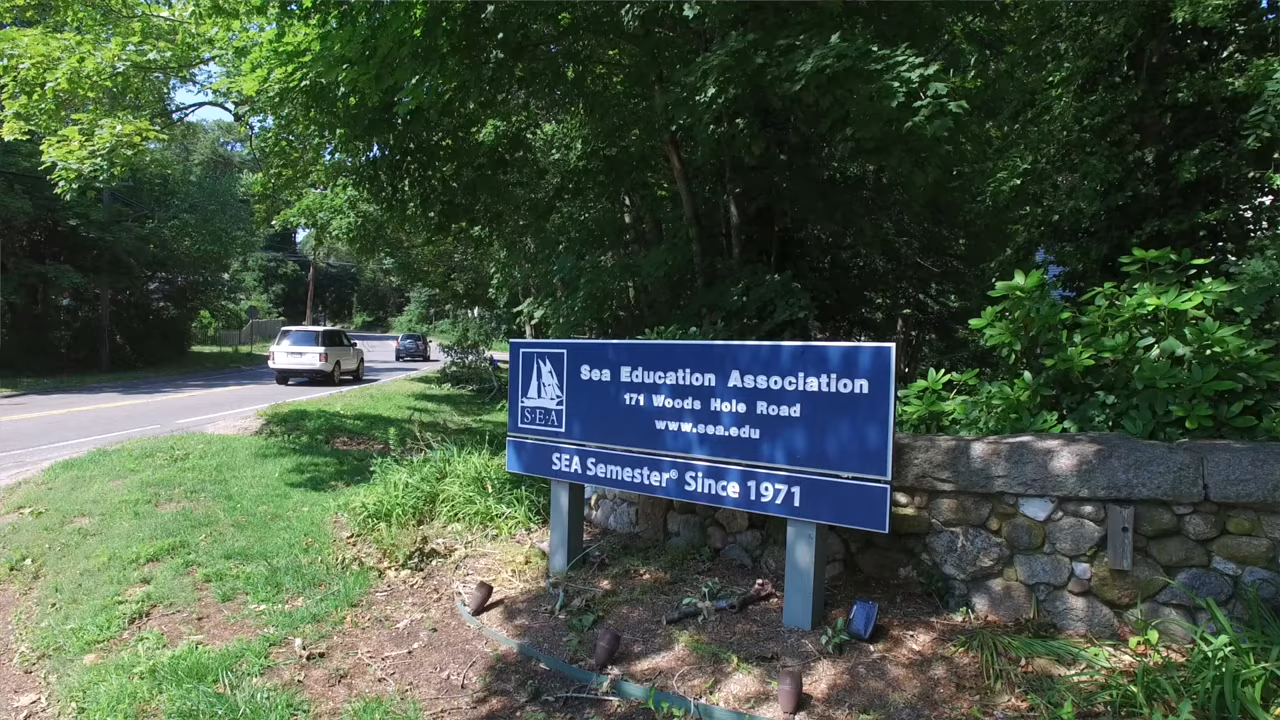 S·E·A
Sea Education Association
171 Woods Hole Road
www.sea.edu
SEA Semester® Since 1971